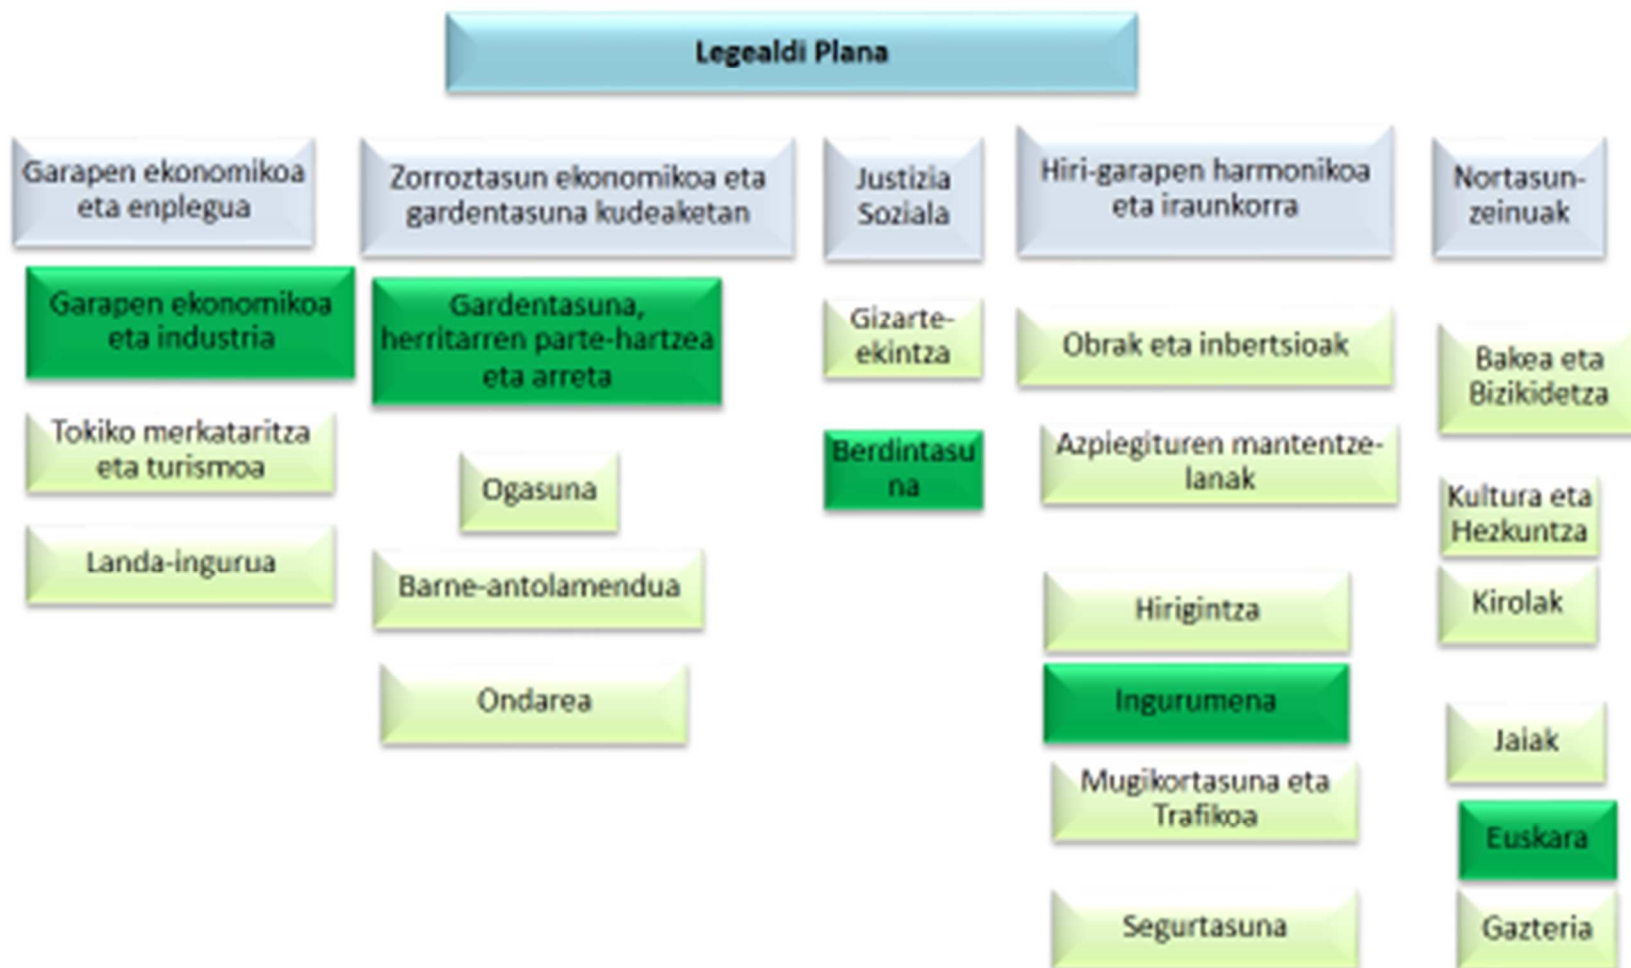 Legealdi Plana
Garapen ekonomikoa
eta enplegua
Garapen ekonomikoa
eta industria
Tokiko merkataritza
eta turismoa
Landa-ingurua
Zorroztasun ekonomikoa eta
gardentasuna kudeaketan
Gardentasuna,
herritarren parte-hartzea
eta arreta
Ogasuna
Barne-antolamendua
Ondarea
Justizia
Soziala
Gizarte-
ekintza
Berdintasu
na
Hiri-garapen harmonikoa
eta iraunkorra
Obrak eta inbertsioak
Azpiegituren mantentze-
lanak
Hirigintza
Ingurumena
Mugikortasuna eta
Trafikoa
Segurtasuna
Nortasun-
zeinuak
Bakea eta
Bizikidetza
Kultura eta
Hezkuntza
Kirolak
Jaiak
Euskara
Gazteria